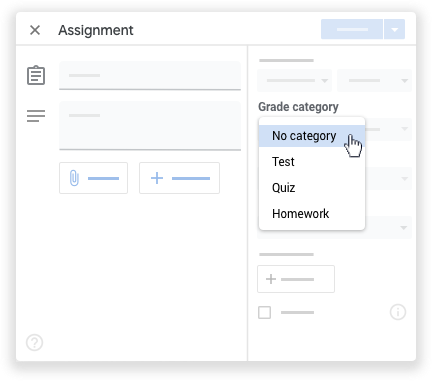 Assignment
Grade category
No category
Test
Quiz
Homework